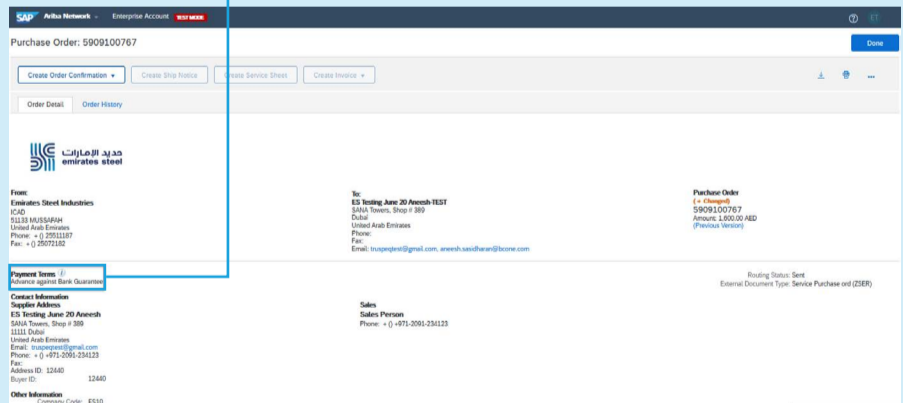 SAP Ariba Network Enterprise Account TEST MODE ET
Purchase Order: 5909100767 Done
Create Order Confirmation Create Ship Notice Create Service Sheet Create Invoice
Order Detail Order History
حديد الإمارات
emirates steel
From:
Emirates Steel Industries
ICAD
51133 MUSSAFAH
United Arab Emirates
Phone: + () 25511187
Fax: + () 25072182
To:
ES Testing June 20 Aneesh-TEST
SANA Towers, Shop # 389
Dubai
United Arab Emirates
Phone:
Fax:
Email: truspeqtest@gmail.com, aneesh.sasidharan@bcone.com
Purchase Order
(+ Changed)
5909100767
Amount: 1,600.00 AED
(Previous Version)
Payment Terms i
Advance against Bank Guarantee
Routing Status: Sent
External Document Type: Service Purchase ord (ZSER)
Contact Information
Supplier Address
ES Testing June 20 Aneesh
SANA Towers, Shop # 389
11111 Dubai
United Arab Emirates
Email: truspeqtest@gmail.com
Phone: + () +971-2091-234123
Fax:
Address ID: 12440
Buyer ID: 12440
Sales
Sales Person
Phone: + () +971-2091-234123
Other Information
Company Code: ES10